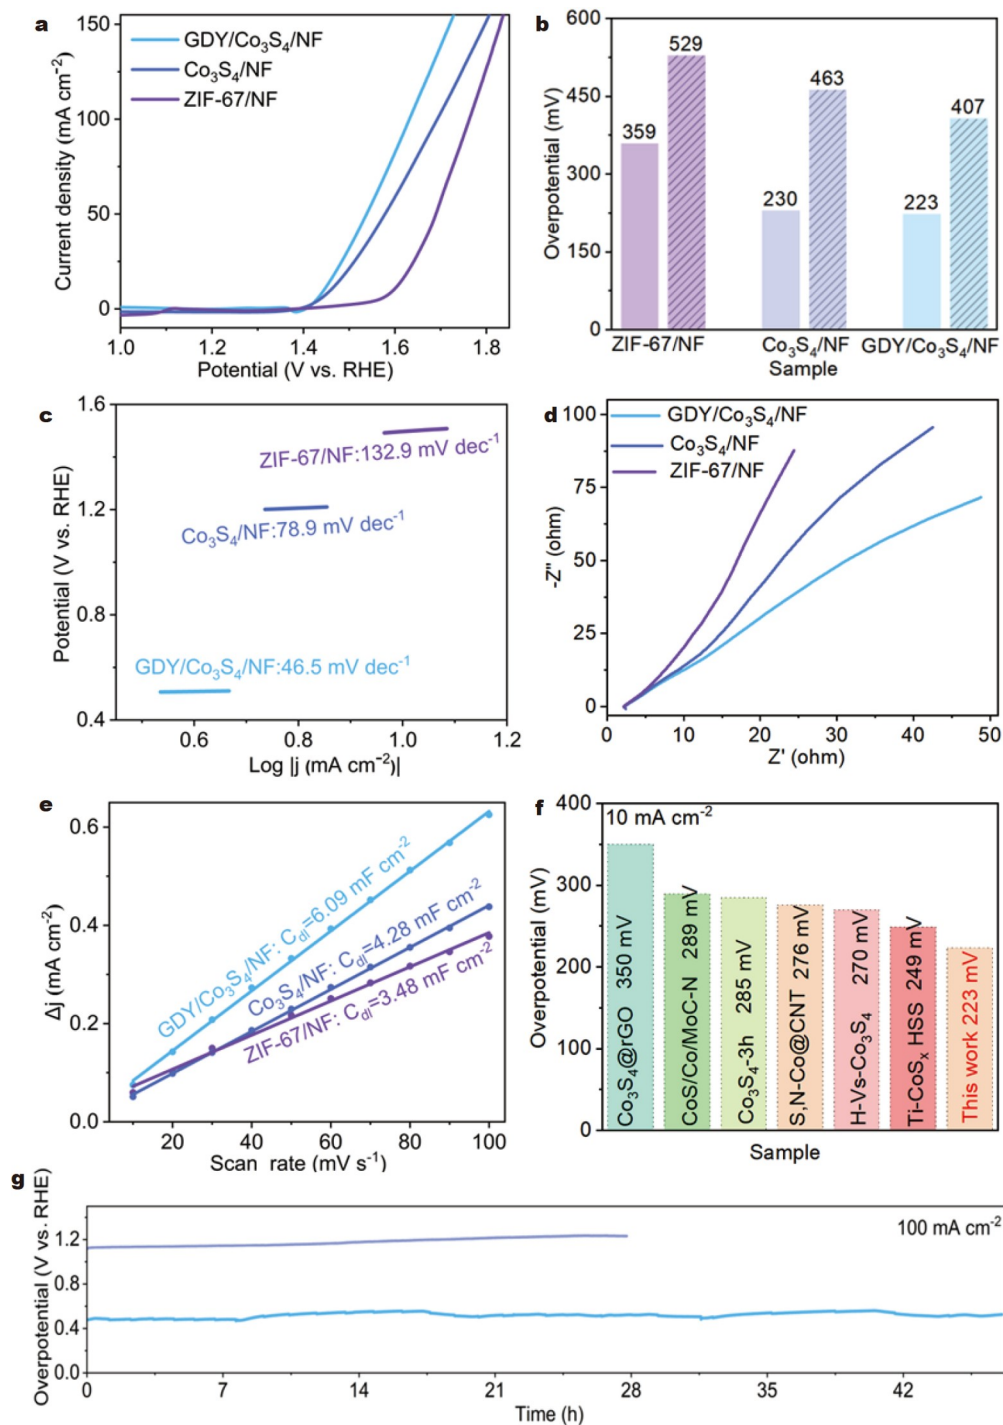 a
150
100
50
0
Current density (mA cm⁻²)
GDY/Co₃S₄/NF
Co₃S₄/NF
ZIF-67/NF
1.0 1.2 1.4 1.6 1.8
Potential (V vs. RHE)
b
600
450
300
150
0
Overpotential (mV)
359
529
230
463
223
407
ZIF-67/NF Co₃S₄/NF GDY/Co₃S₄/NF
Sample
c
1.6
1.2
0.8
0.4
Potential (V vs. RHE)
ZIF-67/NF:132.9 mV dec⁻¹
Co₃S₄/NF:78.9 mV dec⁻¹
GDY/Co₃S₄/NF:46.5 mV dec⁻¹
0.6 0.8 1.0 1.2
Log |j (mA cm⁻²)|
d
100
75
50
25
0
-Z" (ohm)
GDY/Co₃S₄/NF
Co₃S₄/NF
ZIF-67/NF
0 10 20 30 40 50
Z' (ohm)
e
0.6
0.4
0.2
0.0
Δj (mA cm⁻²)
GDY/Co₃S₄/NF: C_dl=6.09 mF cm⁻²
Co₃S₄/NF: C_dl=4.28 mF cm⁻²
ZIF-67/NF: C_dl=3.48 mF cm⁻²
20 40 60 80 100
Scan rate (mV s⁻¹)
f
400
300
200
100
0
Overpotential (mV)
10 mA cm⁻²
Co₃S₄@rGO 350 mV
CoS/Co/MoC-N 289 mV
Co₃S₄-3h 285 mV
S,N-Co@CNT 276 mV
H-Vs-Co₃S₄ 270 mV
Ti-CoSₓ HSS 249 mV
This work 223 mV
Sample
g
1.2
0.8
0.4
0.0
Overpotential (V vs. RHE)
100 mA cm⁻²
0 7 14 21 28 35 42
Time (h)